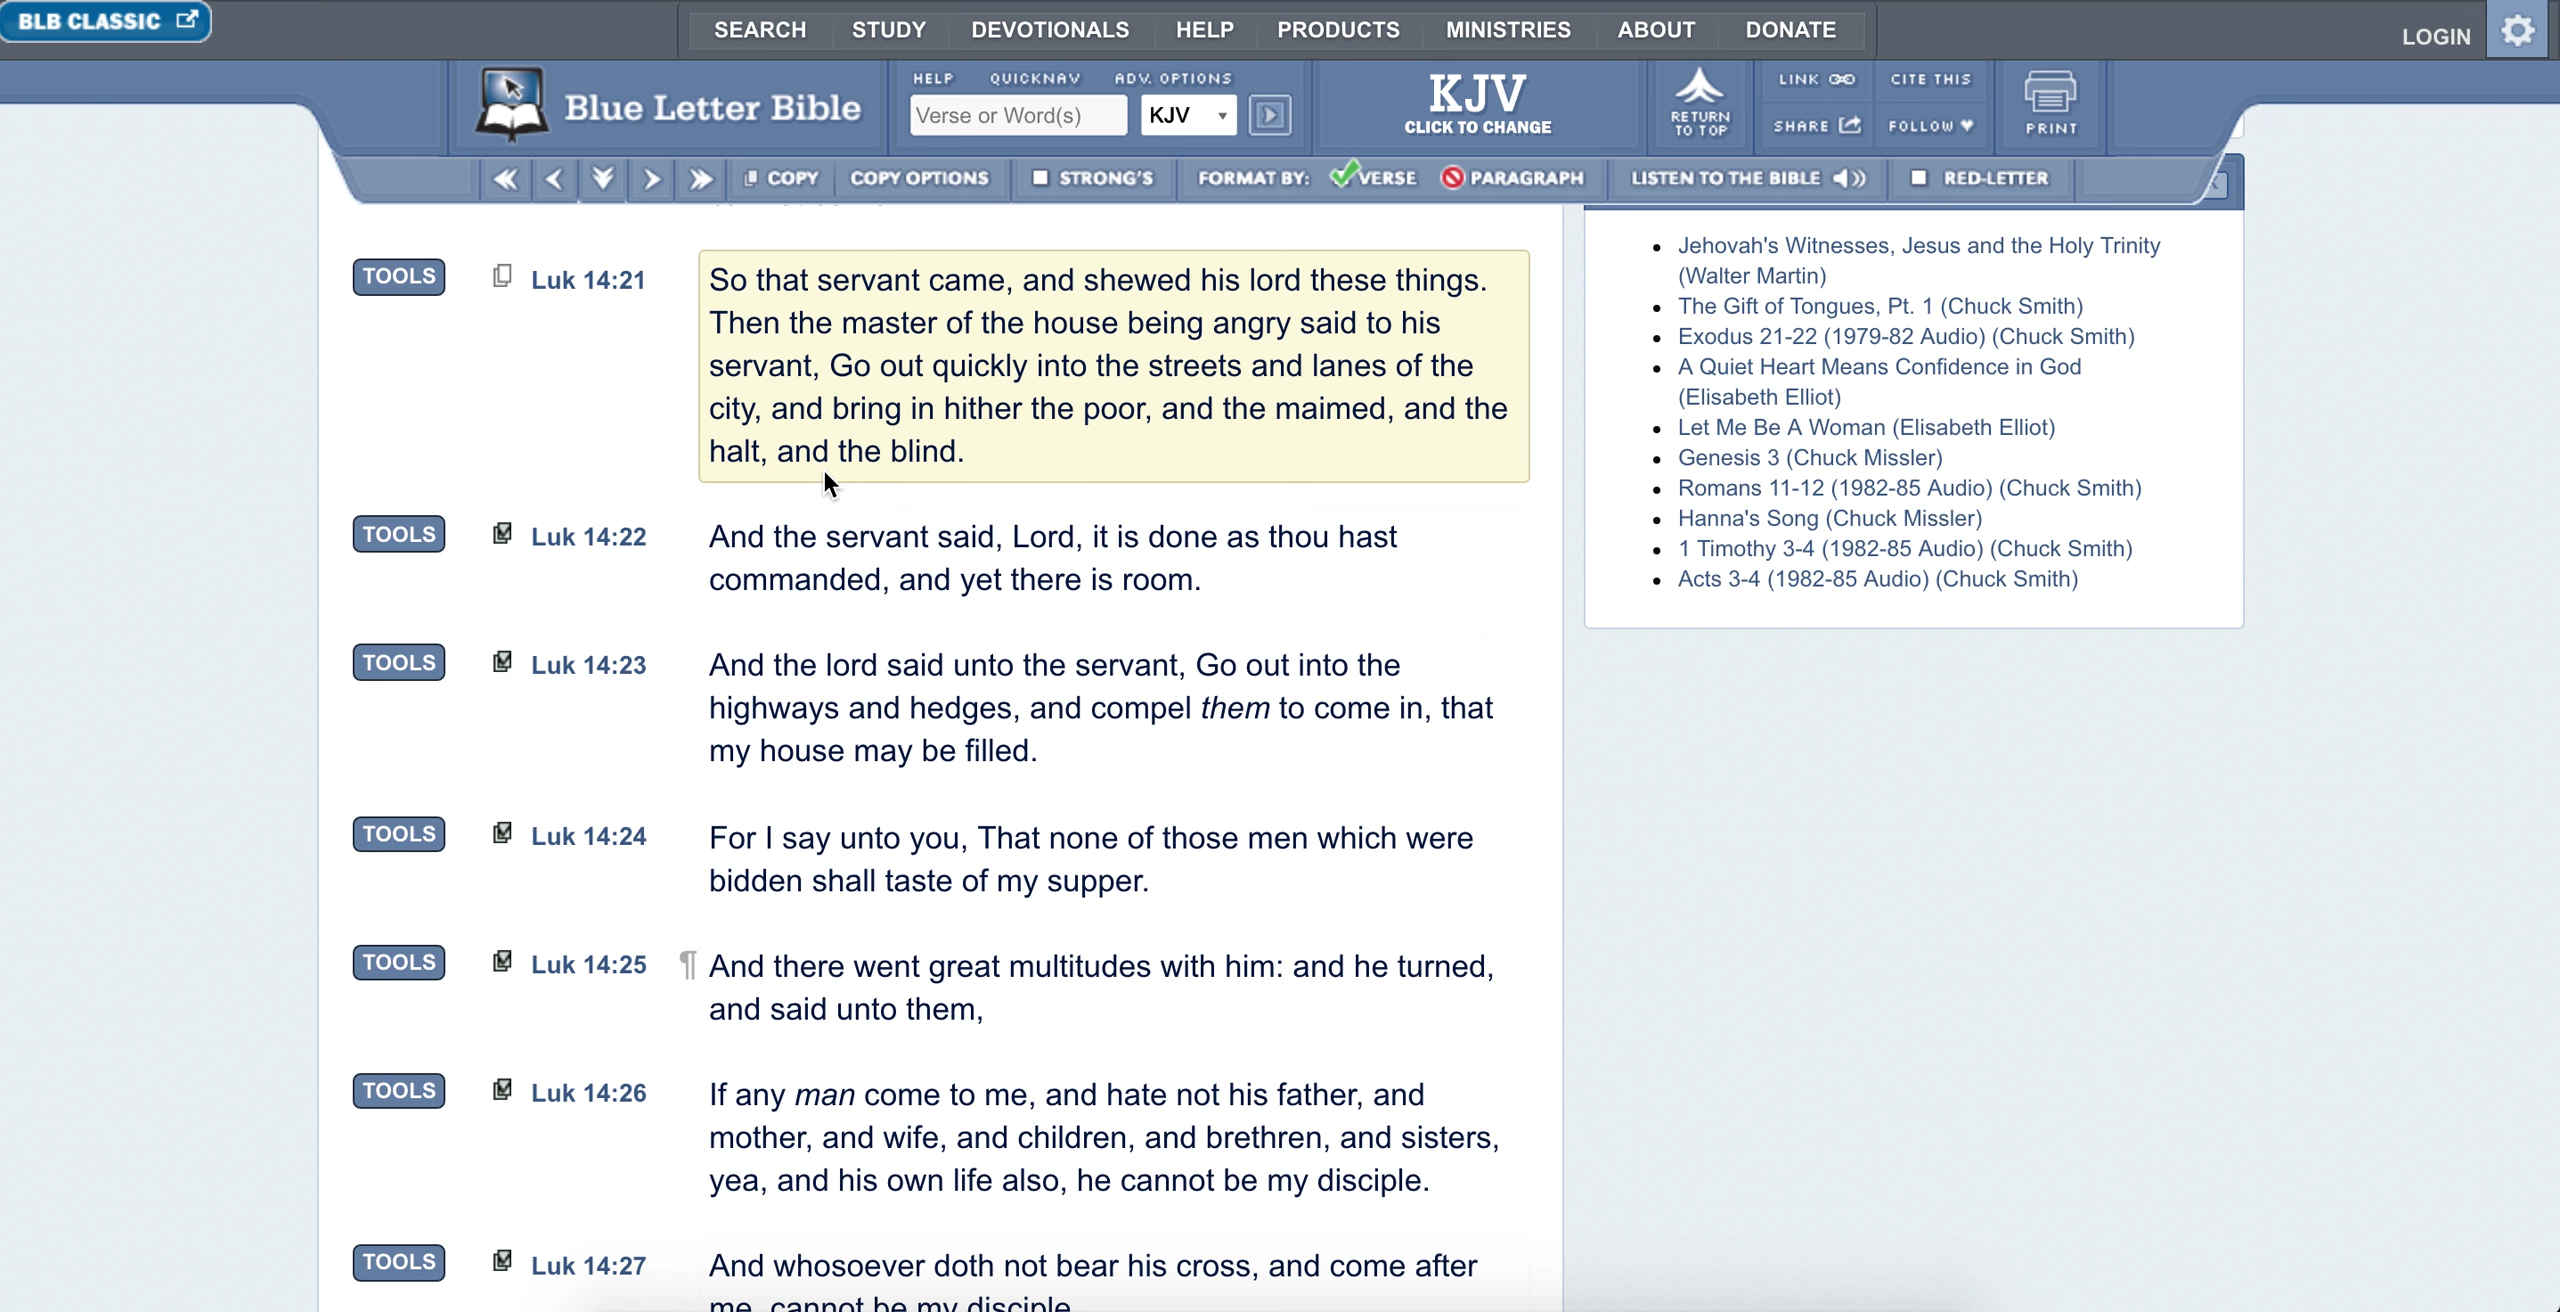 BLB CLASSIC
SEARCH STUDY DEVOTIONALS HELP PRODUCTS MINISTRIES ABOUT DONATE
LOGIN
Blue Letter Bible
HELP QUICKNAV ADV. OPTIONS
Verse or Word(s) KJV
KJV
CLICK TO CHANGE
RETURN
TO TOP
LINK CITE THIS
SHARE FOLLOW
PRINT
COPY COPY OPTIONS STRONG'S FORMAT BY: VERSE PARAGRAPH LISTEN TO THE BIBLE RED-LETTER
TOOLS Luk 14:21 So that servant came, and shewed his lord these things.
Then the master of the house being angry said to his
servant, Go out quickly into the streets and lanes of the
city, and bring in hither the poor, and the maimed, and the
halt, and the blind.
TOOLS Luk 14:22 And the servant said, Lord, it is done as thou hast
commanded, and yet there is room.
TOOLS Luk 14:23 And the lord said unto the servant, Go out into the
highways and hedges, and compel them to come in, that
my house may be filled.
TOOLS Luk 14:24 For I say unto you, That none of those men which were
bidden shall taste of my supper.
TOOLS Luk 14:25 ¶ And there went great multitudes with him: and he turned,
and said unto them,
TOOLS Luk 14:26 If any man come to me, and hate not his father, and
mother, and wife, and children, and brethren, and sisters,
yea, and his own life also, he cannot be my disciple.
TOOLS Luk 14:27 And whosoever doth not bear his cross, and come after
me, cannot be my disciple.
Jehovah's Witnesses, Jesus and the Holy Trinity
(Walter Martin)
The Gift of Tongues, Pt. 1 (Chuck Smith)
Exodus 21-22 (1979-82 Audio) (Chuck Smith)
A Quiet Heart Means Confidence in God
(Elisabeth Elliot)
Let Me Be A Woman (Elisabeth Elliot)
Genesis 3 (Chuck Missler)
Romans 11-12 (1982-85 Audio) (Chuck Smith)
Hanna's Song (Chuck Missler)
1 Timothy 3-4 (1982-85 Audio) (Chuck Smith)
Acts 3-4 (1982-85 Audio) (Chuck Smith)